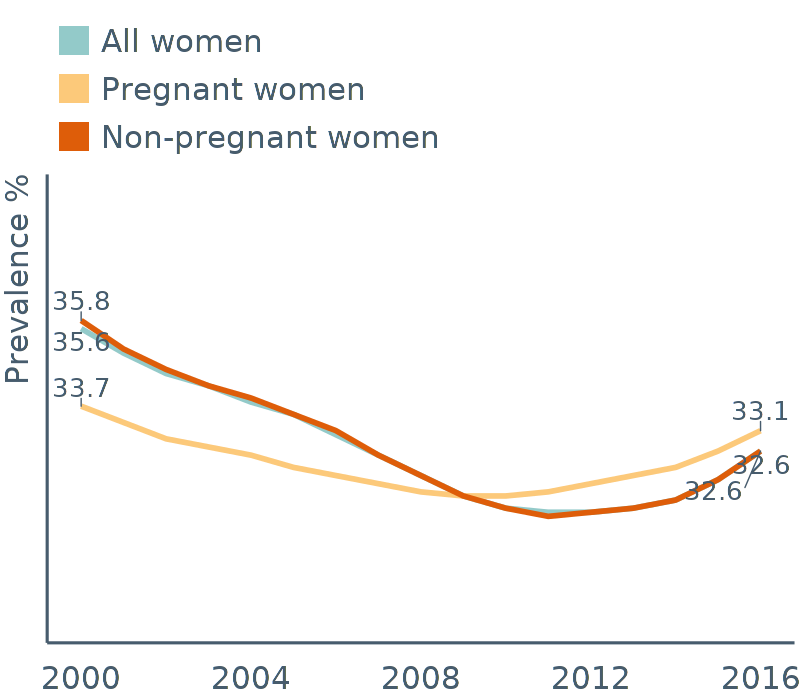 All women
Pregnant women
Non-pregnant women
Prevalence %
35.8
35.6
33.7
33.1
32.6
32.6
2000 2004 2008 2012 2016